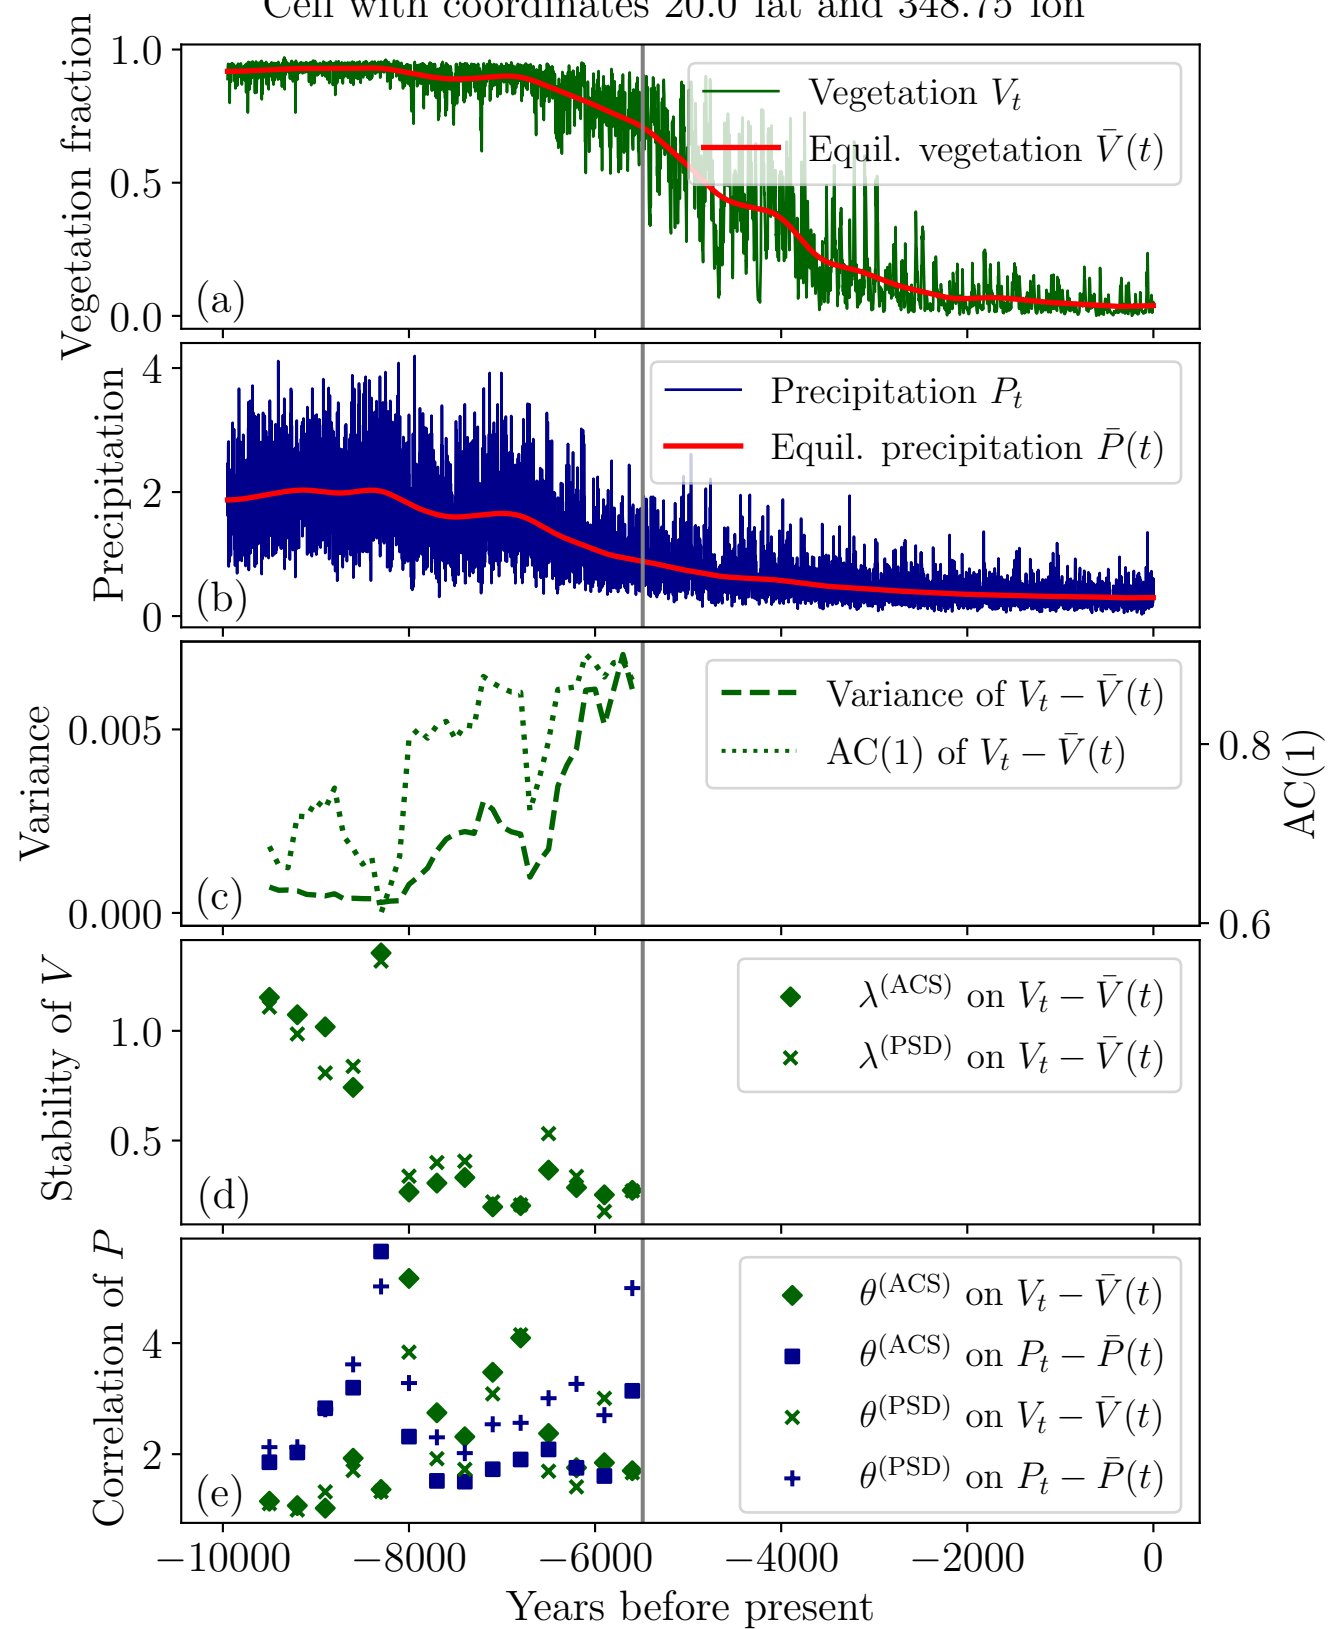 Cell with coordinates 20.0 lat and 348.75 lon
Vegetation fraction
1.0
0.5
0.0
(a)
Vegetation V_t
Equil. vegetation V̄(t)
Precipitation
4
2
0
(b)
Precipitation P_t
Equil. precipitation P̄(t)
Variance
0.005
0.000
(c)
Variance of V_t − V̄(t)
AC(1) of V_t − V̄(t)
0.8
0.6
AC(1)
Stability of V
1.0
0.5
(d)
λ^(ACS) on V_t − V̄(t)
λ^(PSD) on V_t − V̄(t)
Correlation of P
4
2
(e)
θ^(ACS) on V_t − V̄(t)
θ^(ACS) on P_t − P̄(t)
θ^(PSD) on V_t − V̄(t)
θ^(PSD) on P_t − P̄(t)
−10000 −8000 −6000 −4000 −2000 0
Years before present